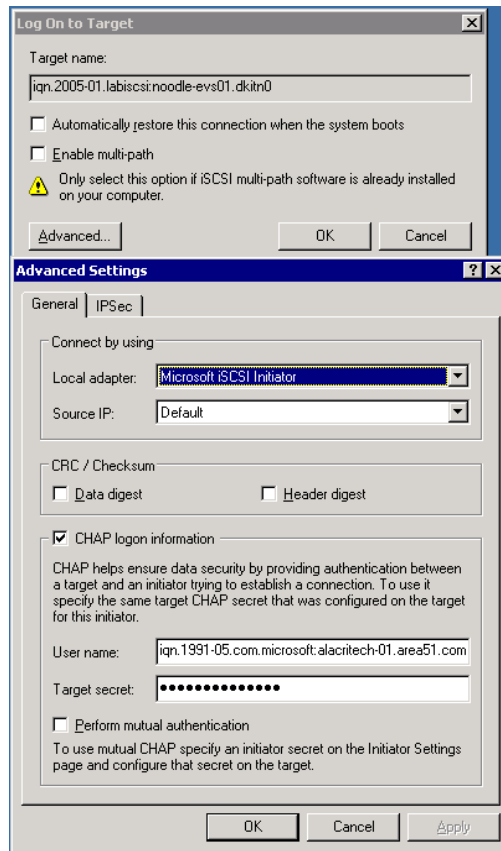 Log On to Target
Target name:
iqn.2005-01.labiscsi:noodle-evs01.dkitn0
Automatically restore this connection when the system boots
Enable multi-path
Only select this option if iSCSI multi-path software is already installed
on your computer.
Advanced... OK Cancel
Advanced Settings
General IPSec
Connect by using
Local adapter: Microsoft iSCSI Initiator
Source IP: Default
CRC / Checksum
Data digest Header digest
CHAP logon information
CHAP helps ensure data security by providing authentication between
a target and an initiator trying to establish a connection. To use it
specify the same target CHAP secret that was configured on the target
for this initiator.
User name: iqn.1991-05.com.microsoft:alacritech-01.area51.com
Target secret: ••••••••••••••
Perform mutual authentication
To use mutual CHAP specify an initiator secret on the Initiator Settings
page and configure that secret on the target.
OK Cancel Apply